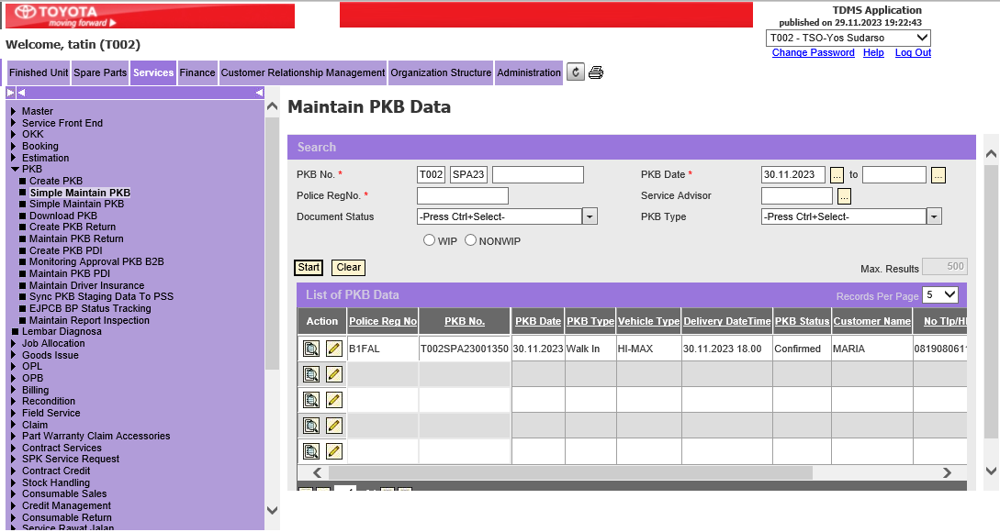 TOYOTA
moving forward
TDMS Application
published on 29.11.2023 19:22:43
Welcome, tatin (T002)
T002 - TSO-Yos Sudarso
Change Password Help Log Out
Finished Unit Spare Parts Services Finance Customer Relationship Management Organization Structure Administration
Master
Service Front End
OKK
Booking
Estimation
PKB
Create PKB
Simple Maintain PKB
Simple Maintain PKB
Download PKB
Create PKB Return
Maintain PKB Return
Create PKB PDI
Monitoring Approval PKB B2B
Maintain PKB PDI
Maintain Driver Insurance
Sync PKB Staging Data To PSS
EJPCB BP Status Tracking
Maintain Report Inspection
Lembar Diagnosa
Job Allocation
Goods Issue
OPL
OPB
Billing
Recondition
Field Service
Claim
Part Warranty Claim Accessories
Contract Services
SPK Service Request
Contract Credit
Stock Handling
Consumable Sales
Credit Management
Consumable Return
Service Rawat Jalan
Maintain PKB Data
Search
PKB No. * T002 SPA23 PKB Date * 30.11.2023 ... to ...
Police RegNo. * Service Advisor ...
Document Status -Press Ctrl+Select- PKB Type -Press Ctrl+Select-
WIP NONWIP
Start Clear Max. Results 500
List of PKB Data Records Per Page 5
Action Police Reg No PKB No. PKB Date PKB Type Vehicle Type Delivery DateTime PKB Status Customer Name No Tlp/H
B1FAL T002SPA23001350 30.11.2023 Walk In HI-MAX 30.11.2023 18.00 Confirmed MARIA 081908061